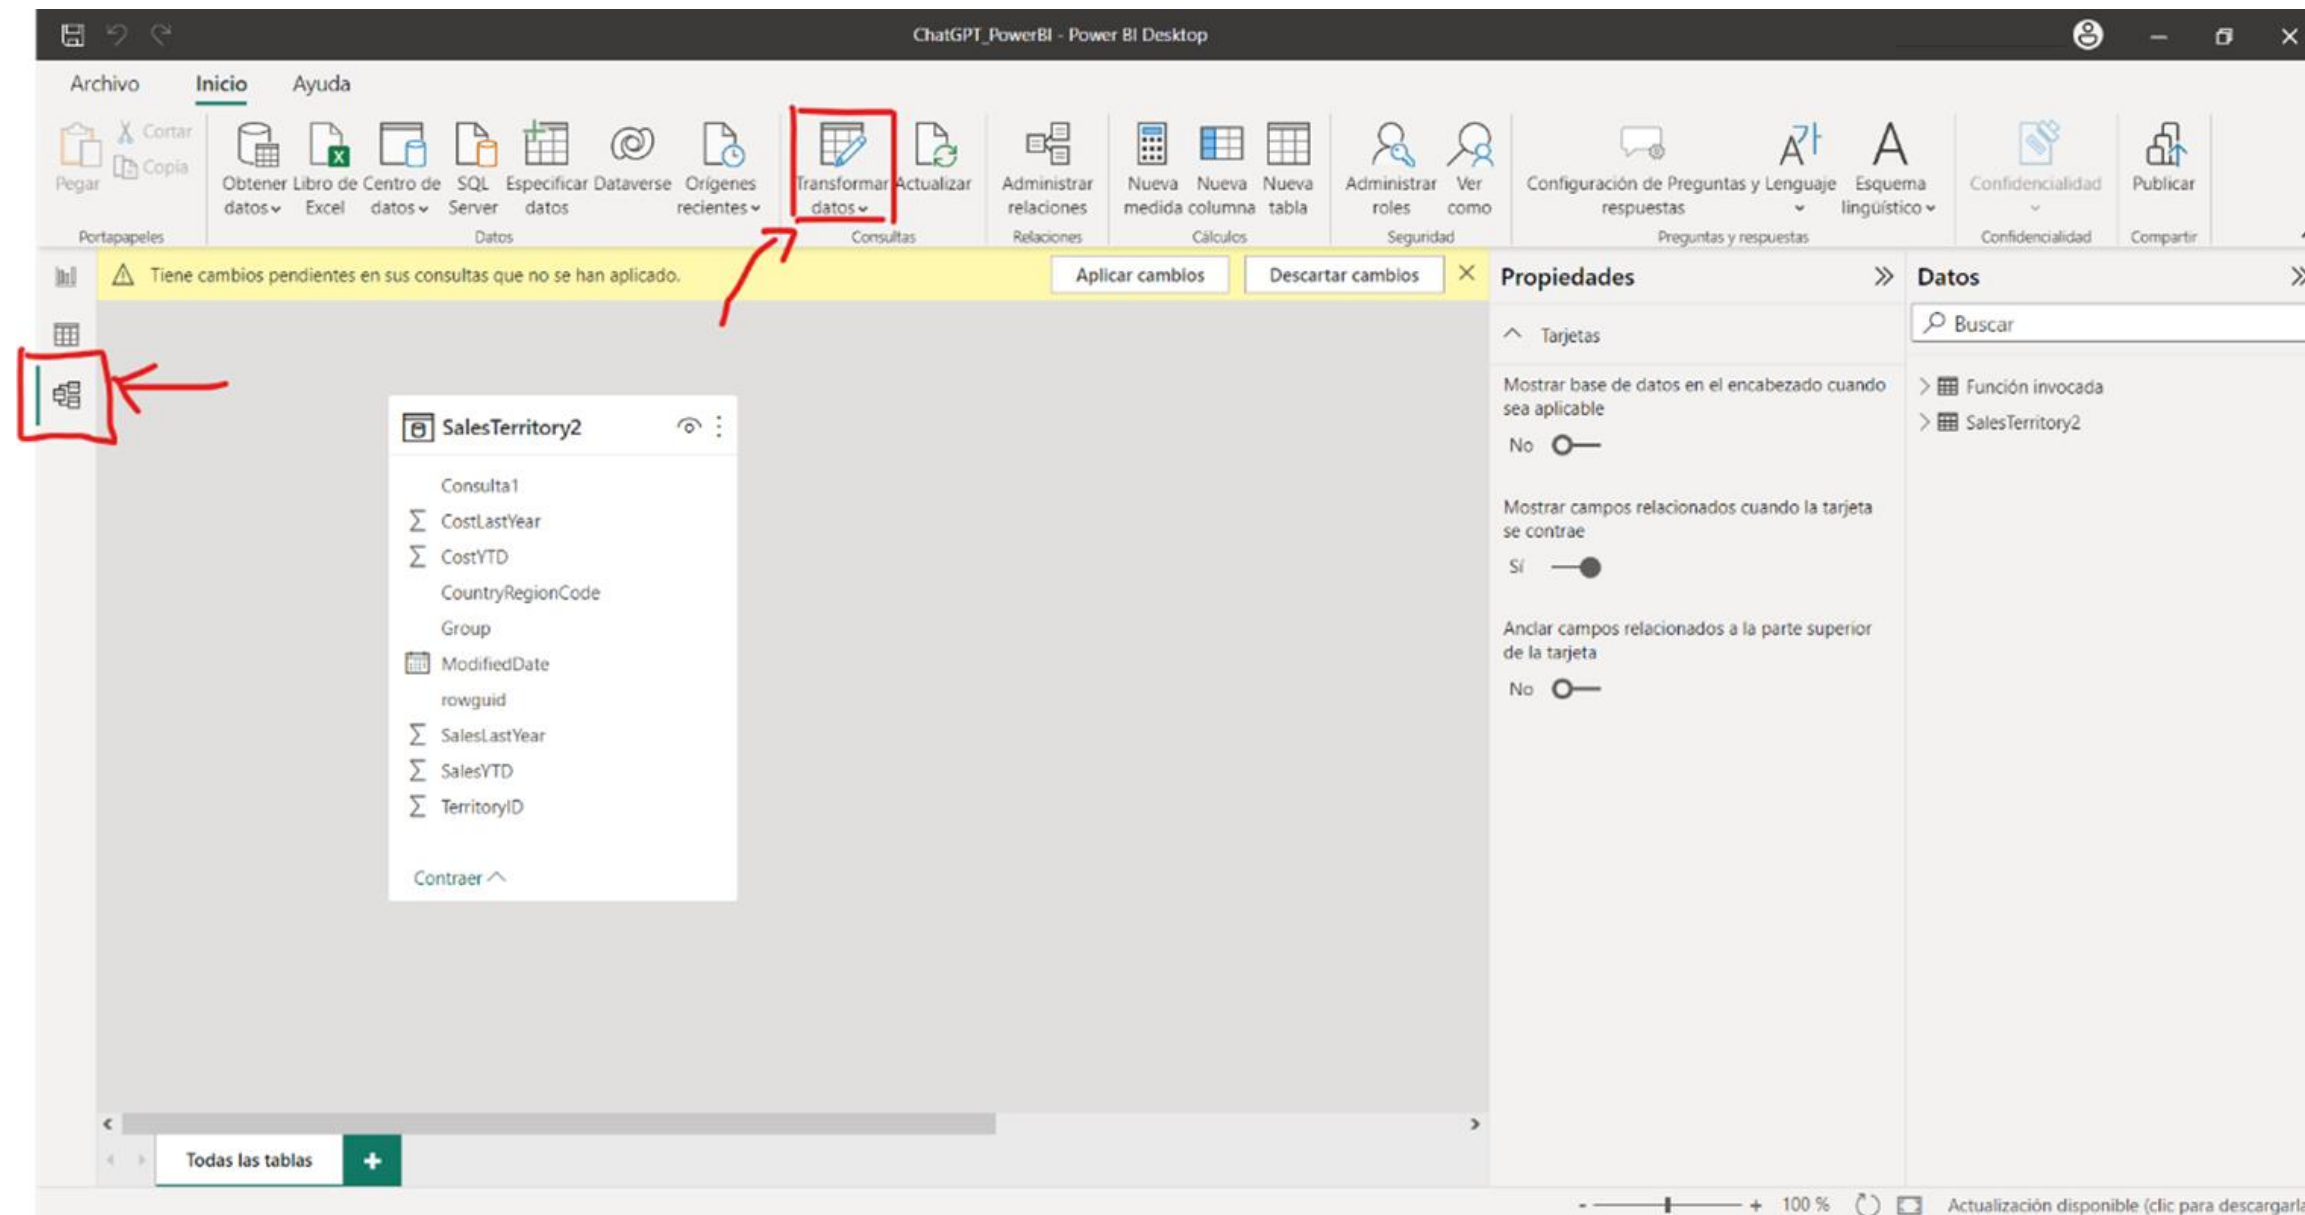 ChatGPT_PowerBI - Power BI Desktop
Archivo Inicio Ayuda
Pegar
Cortar
Copia
Portapapeles
Obtener datos
Libro de Excel
Centro de datos
SQL Server
Especificar datos
Dataverse
Orígenes recientes
Datos
Transformar datos
Actualizar
Consultas
Administrar relaciones
Relaciones
Nueva medida
Nueva columna
Nueva tabla
Cálculos
Administrar roles
Ver como
Seguridad
Configuración de Preguntas y respuestas
Lenguaje
Esquema lingüístico
Preguntas y respuestas
Confidencialidad
Confidencialidad
Publicar
Compartir
Tiene cambios pendientes en sus consultas que no se han aplicado.
Aplicar cambios
Descartar cambios
SalesTerritory2
Consulta1
CostLastYear
CostYTD
CountryRegionCode
Group
ModifiedDate
rowguid
SalesLastYear
SalesYTD
TerritoryID
Contraer
Propiedades
Tarjetas
Mostrar base de datos en el encabezado cuando
sea aplicable
No
Mostrar campos relacionados cuando la tarjeta
se contrae
Sí
Anclar campos relacionados a la parte superior
de la tarjeta
No
Datos
Buscar
Función invocada
SalesTerritory2
Todas las tablas
- + 100 %
Actualización disponible (clic para descargarla